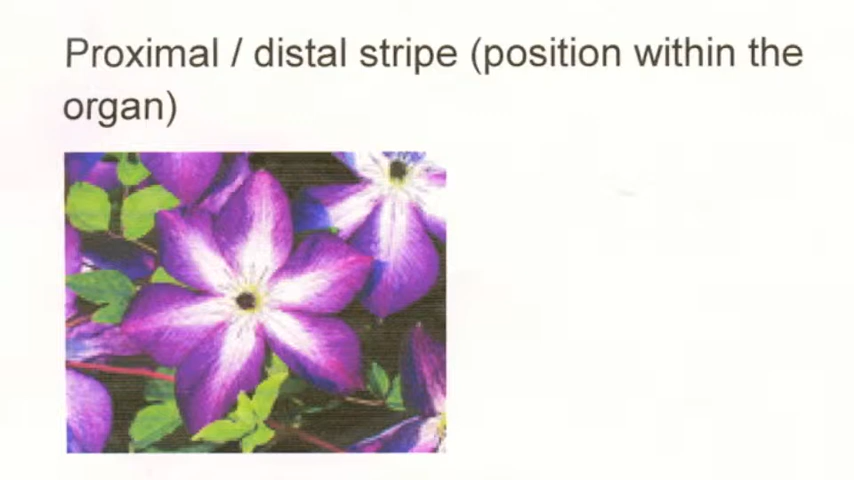 Proximal / distal stripe (position within the
organ)